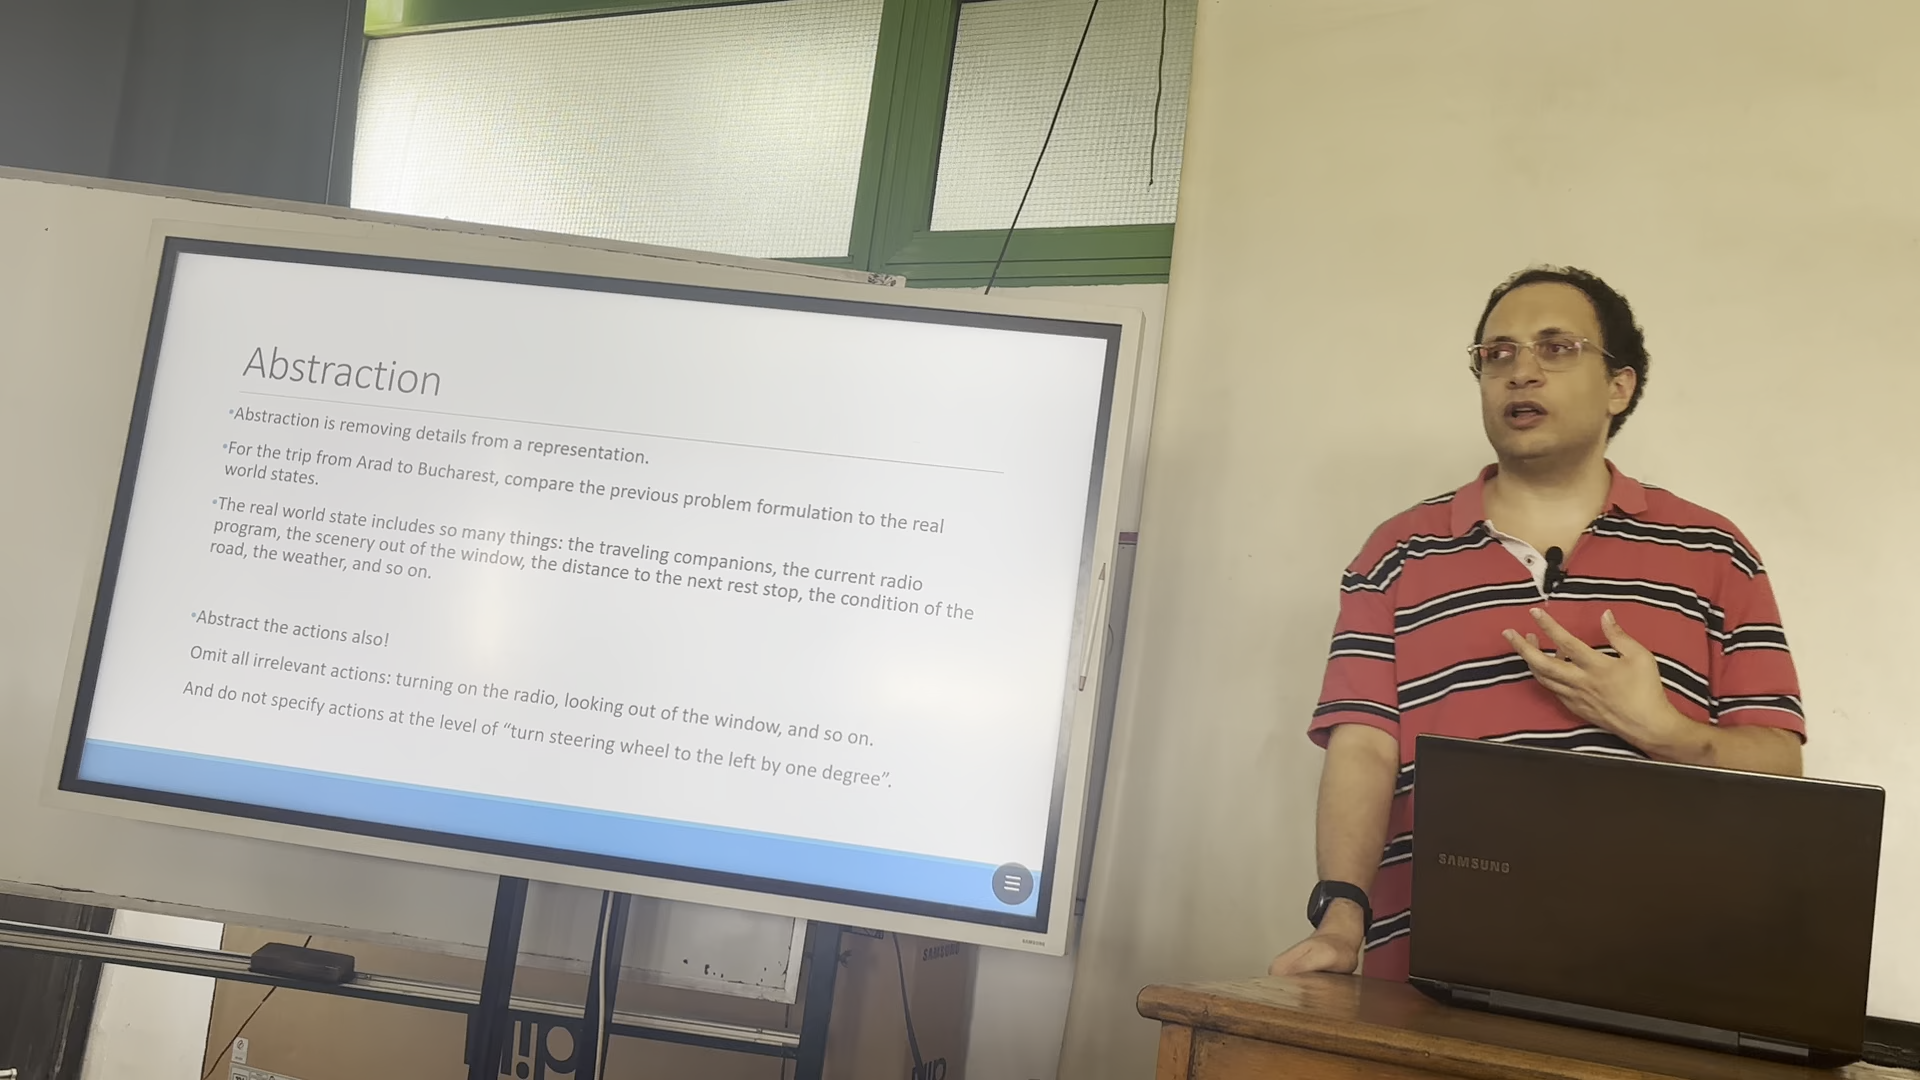 Abstraction
•Abstraction is removing details from a representation.
•For the trip from Arad to Bucharest, compare the previous problem formulation to the real
world states.
•The real world state includes so many things: the traveling companions, the current radio
program, the scenery out of the window, the distance to the next rest stop, the condition of the
road, the weather, and so on.
•Abstract the actions also!
Omit all irrelevant actions: turning on the radio, looking out of the window, and so on.
And do not specify actions at the level of “turn steering wheel to the left by one degree”.
SAMSUNG
SAMSUNG
SAMSUNG